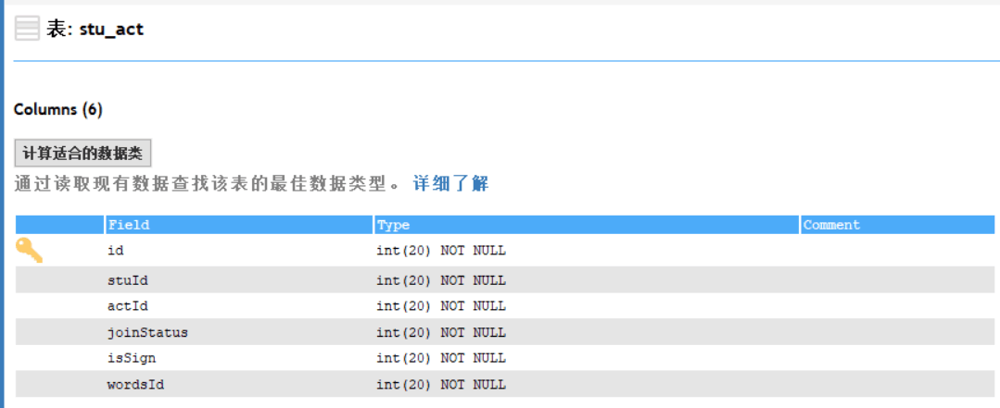 表: stu_act
Columns (6)
计算适合的数据类
通过读取现有数据查找该表的最佳数据类型。 详细了解
Field Type Comment
id int(20) NOT NULL
stuId int(20) NOT NULL
actId int(20) NOT NULL
joinStatus int(20) NOT NULL
isSign int(20) NOT NULL
wordsId int(20) NOT NULL